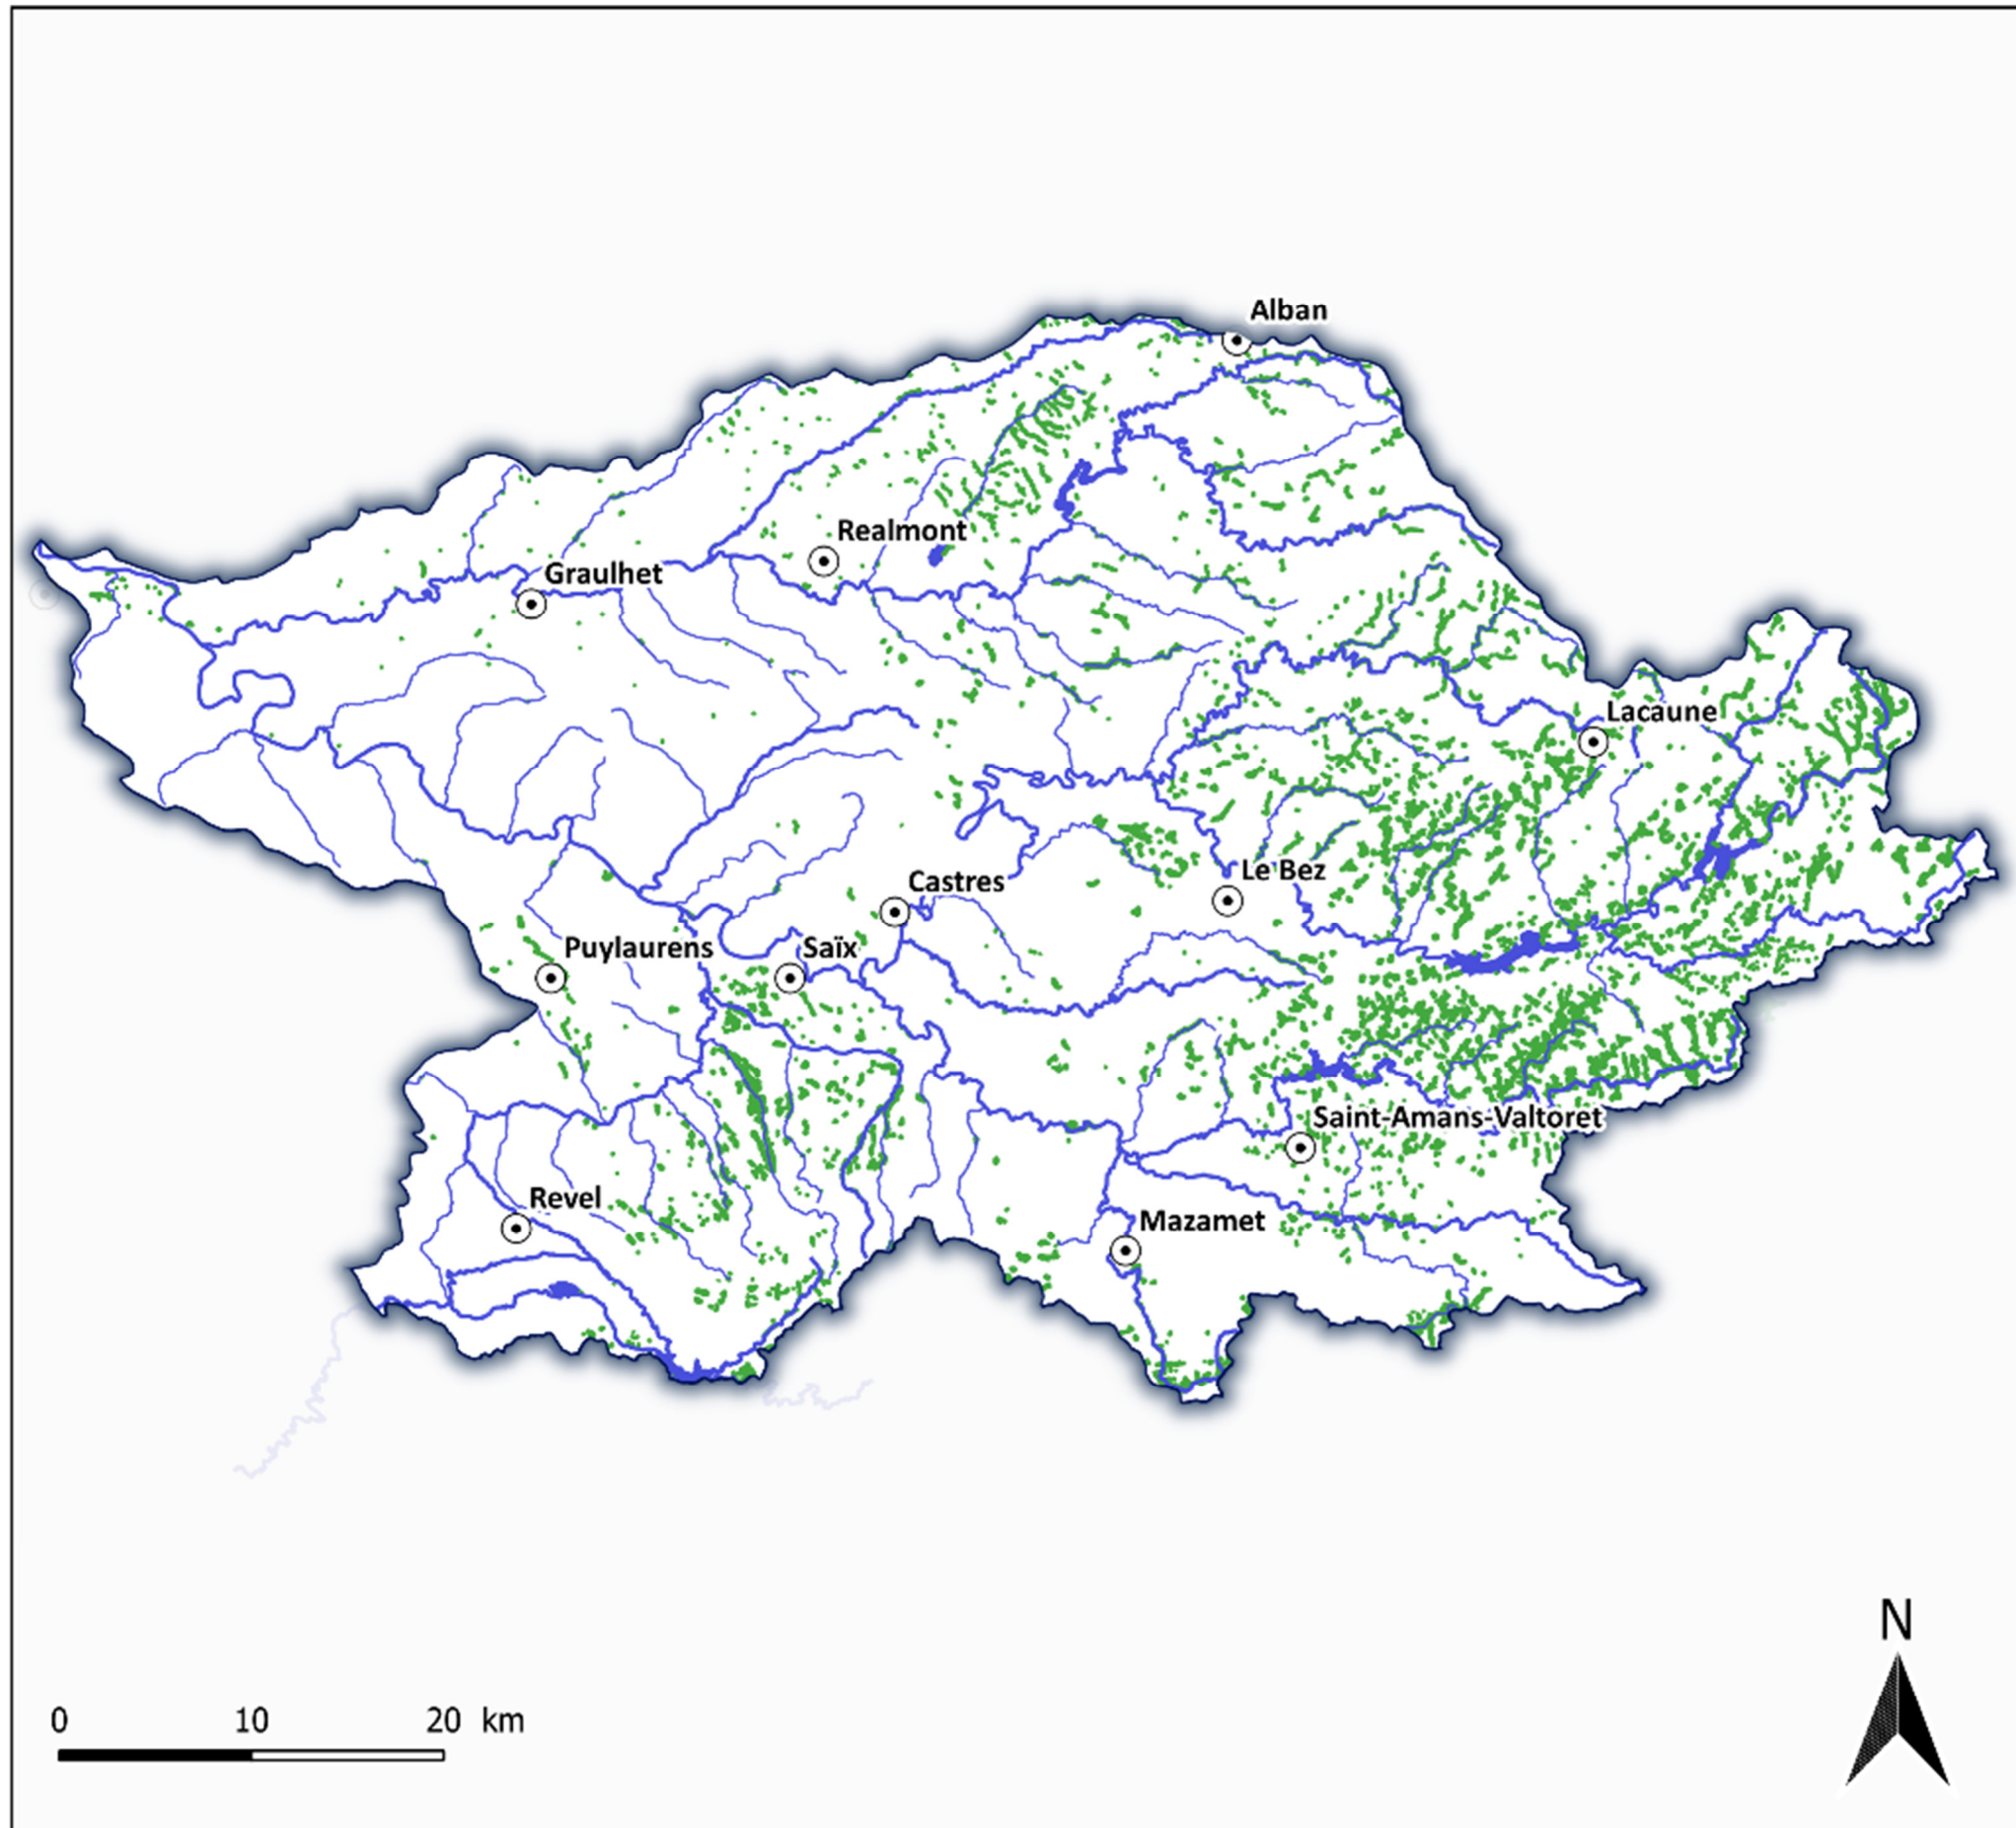 Alban
Realmont
Graulhet
Lacaune
Le Bez
Castres
Puylaurens
Saïx
Saint-Amans-Valtoret
Revel
Mazamet
N
0 10 20 km